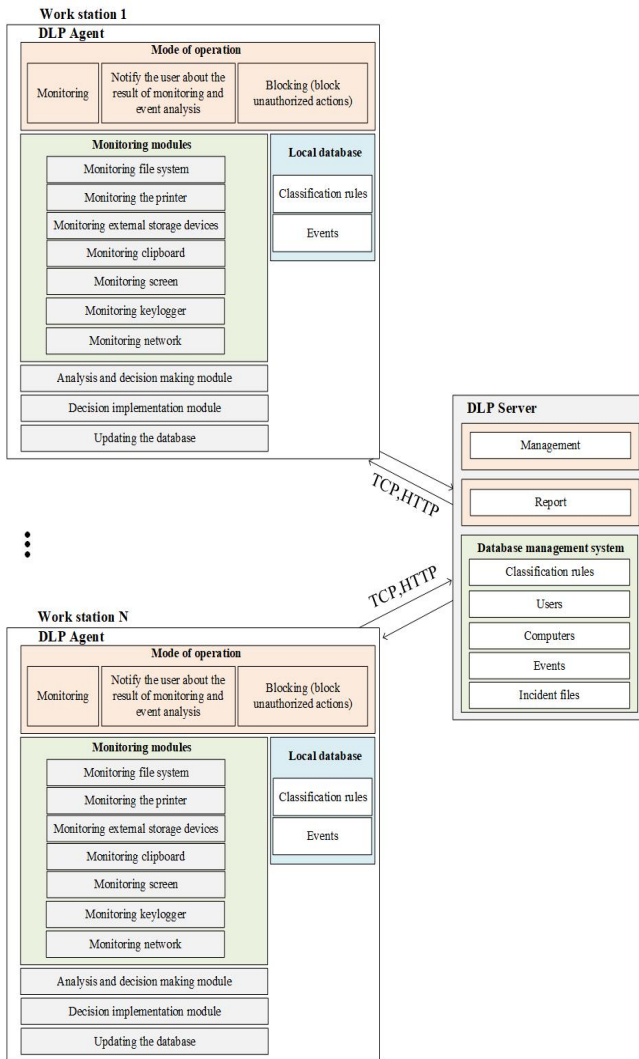 Work station 1
DLP Agent
Mode of operation
Monitoring
Notify the user about the
result of monitoring and
event analysis
Blocking (block
unauthorized actions)
Monitoring modules
Monitoring file system
Monitoring the printer
Monitoring external storage devices
Monitoring clipboard
Monitoring screen
Monitoring keylogger
Monitoring network
Local database
Classification rules
Events
Analysis and decision making module
Decision implementation module
Updating the database
TCP,HTTP
DLP Server
Management
Report
Database management system
Classification rules
Users
Computers
Events
Incident files
TCP,HTTP
Work station N
DLP Agent
Mode of operation
Monitoring
Notify the user about the
result of monitoring and
event analysis
Blocking (block
unauthorized actions)
Monitoring modules
Monitoring file system
Monitoring the printer
Monitoring external storage devices
Monitoring clipboard
Monitoring screen
Monitoring keylogger
Monitoring network
Local database
Classification rules
Events
Analysis and decision making module
Decision implementation module
Updating the database